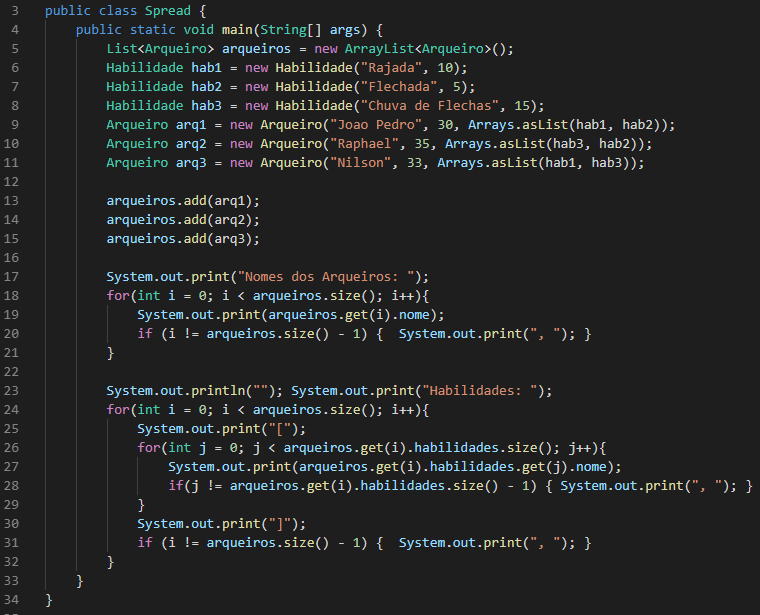 3 public class Spread {
4     public static void main(String[] args) {
5         List<Arqueiro> arqueiros = new ArrayList<Arqueiro>();
6         Habilidade hab1 = new Habilidade("Rajada", 10);
7         Habilidade hab2 = new Habilidade("Flechada", 5);
8         Habilidade hab3 = new Habilidade("Chuva de Flechas", 15);
9         Arqueiro arq1 = new Arqueiro("Joao Pedro", 30, Arrays.asList(hab1, hab2));
10         Arqueiro arq2 = new Arqueiro("Raphael", 35, Arrays.asList(hab3, hab2));
11         Arqueiro arq3 = new Arqueiro("Nilson", 33, Arrays.asList(hab1, hab3));
12
13         arqueiros.add(arq1);
14         arqueiros.add(arq2);
15         arqueiros.add(arq3);
16
17         System.out.print("Nomes dos Arqueiros: ");
18         for(int i = 0; i < arqueiros.size(); i++){
19             System.out.print(arqueiros.get(i).nome);
20             if (i != arqueiros.size() - 1) {  System.out.print(", "); }
21         }
22
23         System.out.println(""); System.out.print("Habilidades: ");
24         for(int i = 0; i < arqueiros.size(); i++){
25             System.out.print("[");
26             for(int j = 0; j < arqueiros.get(i).habilidades.size(); j++){
27                 System.out.print(arqueiros.get(i).habilidades.get(j).nome);
28                 if(j != arqueiros.get(i).habilidades.size() - 1) { System.out.print(", "); }
29             }
30             System.out.print("]");
31             if (i != arqueiros.size() - 1) {  System.out.print(", "); }
32         }
33     }
34 }